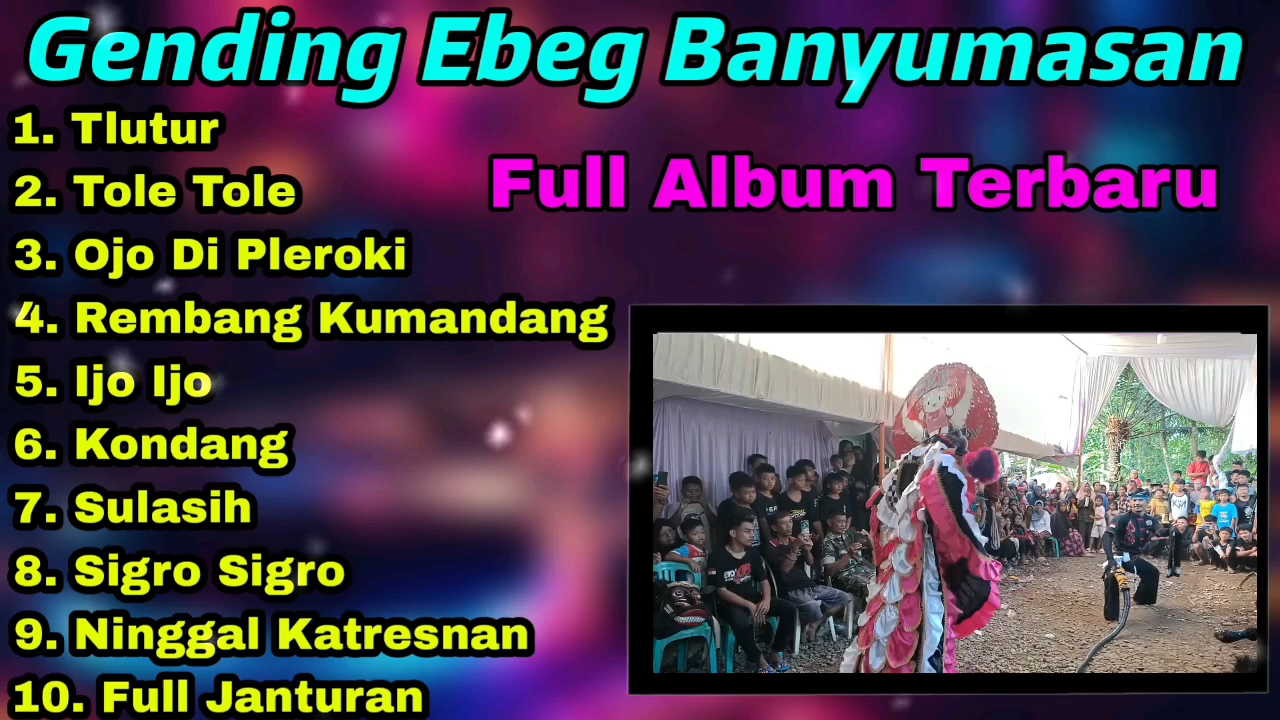 Gending Ebeg Banyumasan
Full Album Terbaru
1. Tlutur
2. Tole Tole
3. Ojo Di Pleroki
4. Rembang Kumandang
5. Ijo Ijo
6. Kondang
7. Sulasih
8. Sigro Sigro
9. Ninggal Katresnan
10. Full Janturan